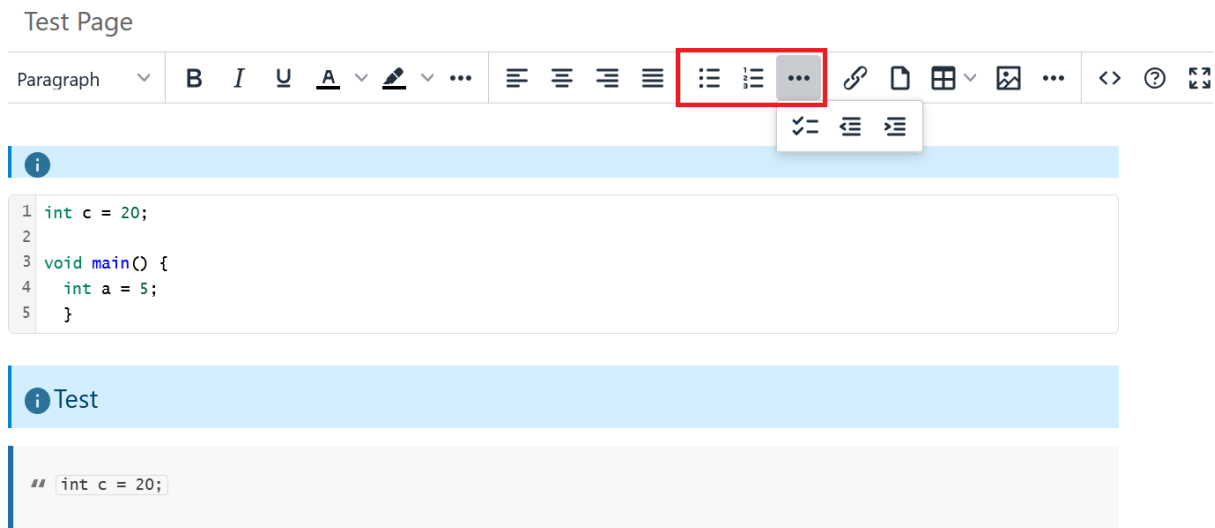 Test Page
Paragraph B I U A
1 int c = 20;
2
3 void main() {
4 int a = 5;
5 }
Test
“ int c = 20;